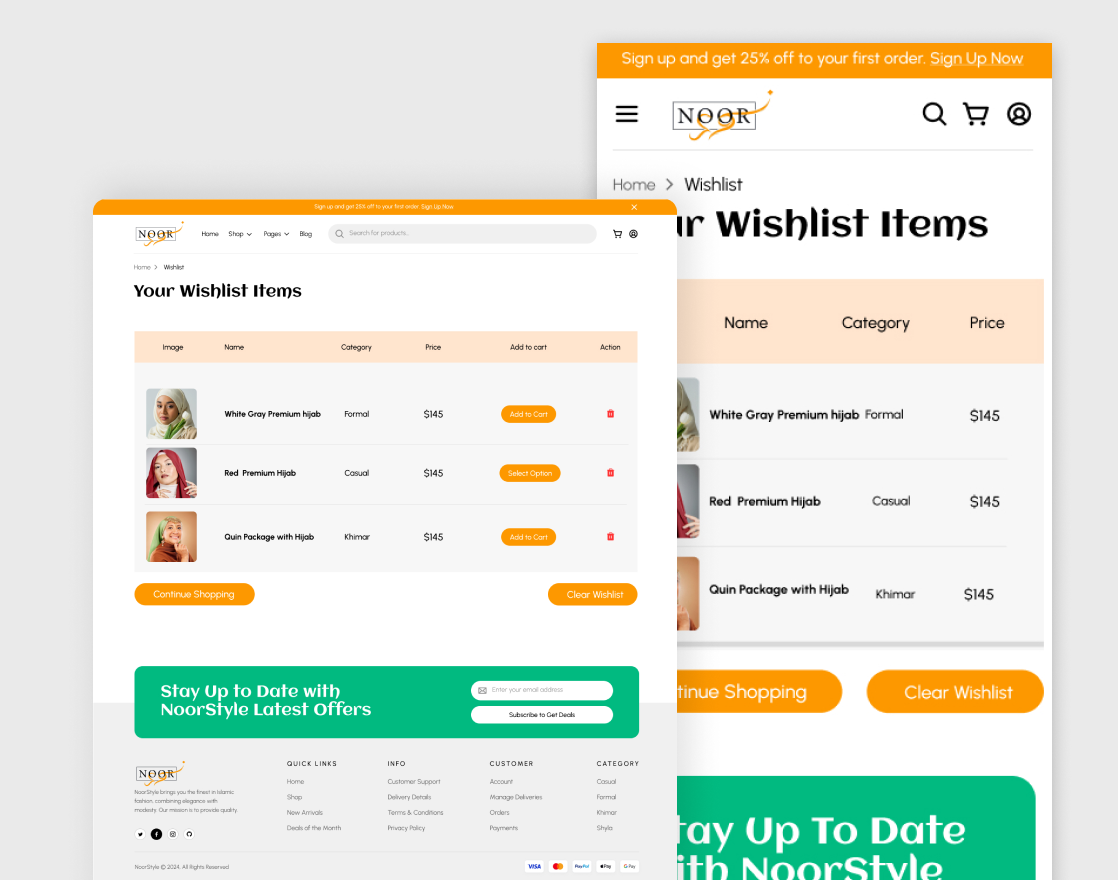 Sign up and get 25% off to your first order. Sign Up Now
NOOR
Home
Shop
Pages
Blog
Search for products..
Home > Wishlist
Your Wishlist Items
Image Name Category Price Add to cart Action
White Gray Premium hijab Formal $145 Add to Cart
Red Premium Hijab Casual $145 Select Option
Quin Package with Hijab Khimar $145 Add to Cart
Continue Shopping
Clear Wishlist
Stay Up to Date with
NoorStyle Latest Offers
Enter your email address
Subscribe to Get Deals
NOOR
NoorStyle brings you the finest in Islamic
fashion, combining elegance with
modesty. Our mission is to provide quality.
QUICK LINKS
Home
Shop
New Arrivals
Deals of the Month
INFO
Customer Support
Delivery Details
Terms & Conditions
Privacy Policy
CUSTOMER
Account
Manage Deliveries
Orders
Payments
CATEGORY
Casual
Formal
Khimar
Shyla
NoorStyle © 2024. All Rights Reserved
VISA
PayPal
Pay
G Pay
Sign up and get 25% off to your first order. Sign Up Now
NOOR
Home > Wishlist
ur Wishlist Items
Name Category Price
White Gray Premium hijab Formal $145
Red Premium Hijab Casual $145
Quin Package with Hijab Khimar $145
tinue Shopping
Clear Wishlist
tay Up To Date
ith NoorStyle